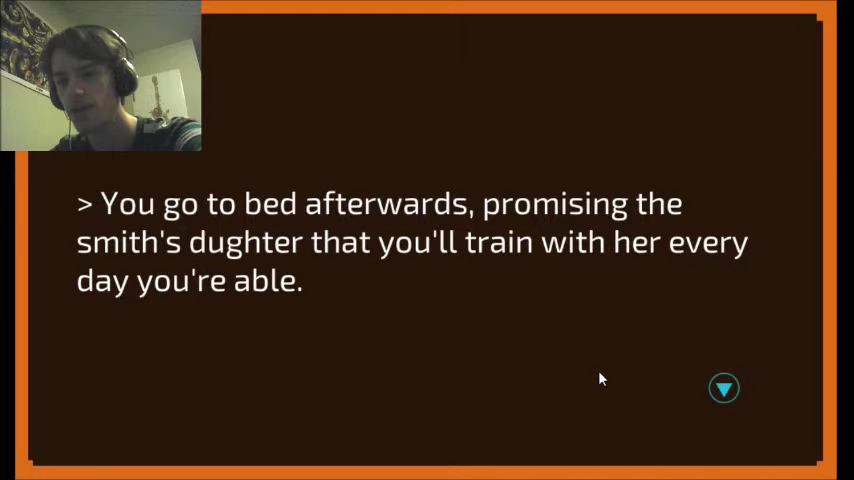 > You go to bed afterwards, promising the
smith's dughter that you'll train with her every
day you're able.